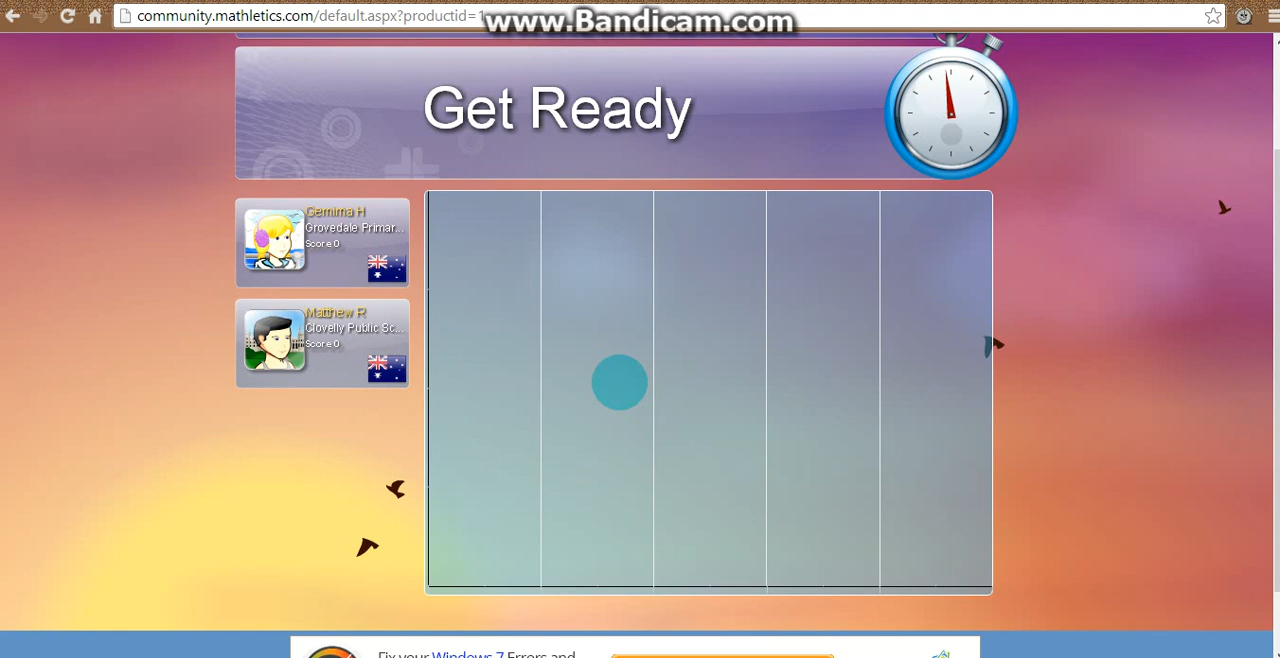 community.mathletics.com/default.aspx?productid=1
www.Bandicam.com
Get Ready
Gemima H
Grovedale Primar...
Score 0
Matthew R
Clovelly Public Sc...
Score 0
Fix your Windows 7 Errors and